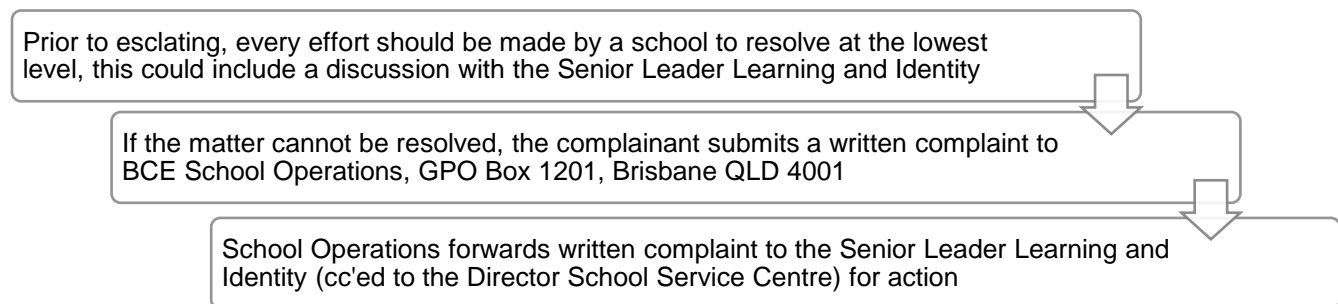 Prior to esclating, every effort should be made by a school to resolve at the lowest
level, this could include a discussion with the Senior Leader Learning and Identity
If the matter cannot be resolved, the complainant submits a written complaint to
BCE School Operations, GPO Box 1201, Brisbane QLD 4001
School Operations forwards written complaint to the Senior Leader Learning and
Identity (cc'ed to the Director School Service Centre) for action